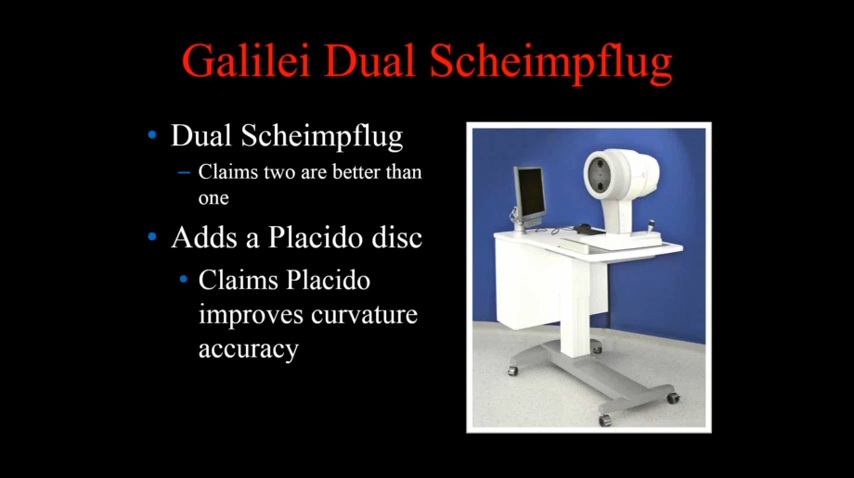 Galilei Dual Scheimpflug
• Dual Scheimpflug
– Claims two are better than
one
• Adds a Placido disc
• Claims Placido
improves curvature
accuracy